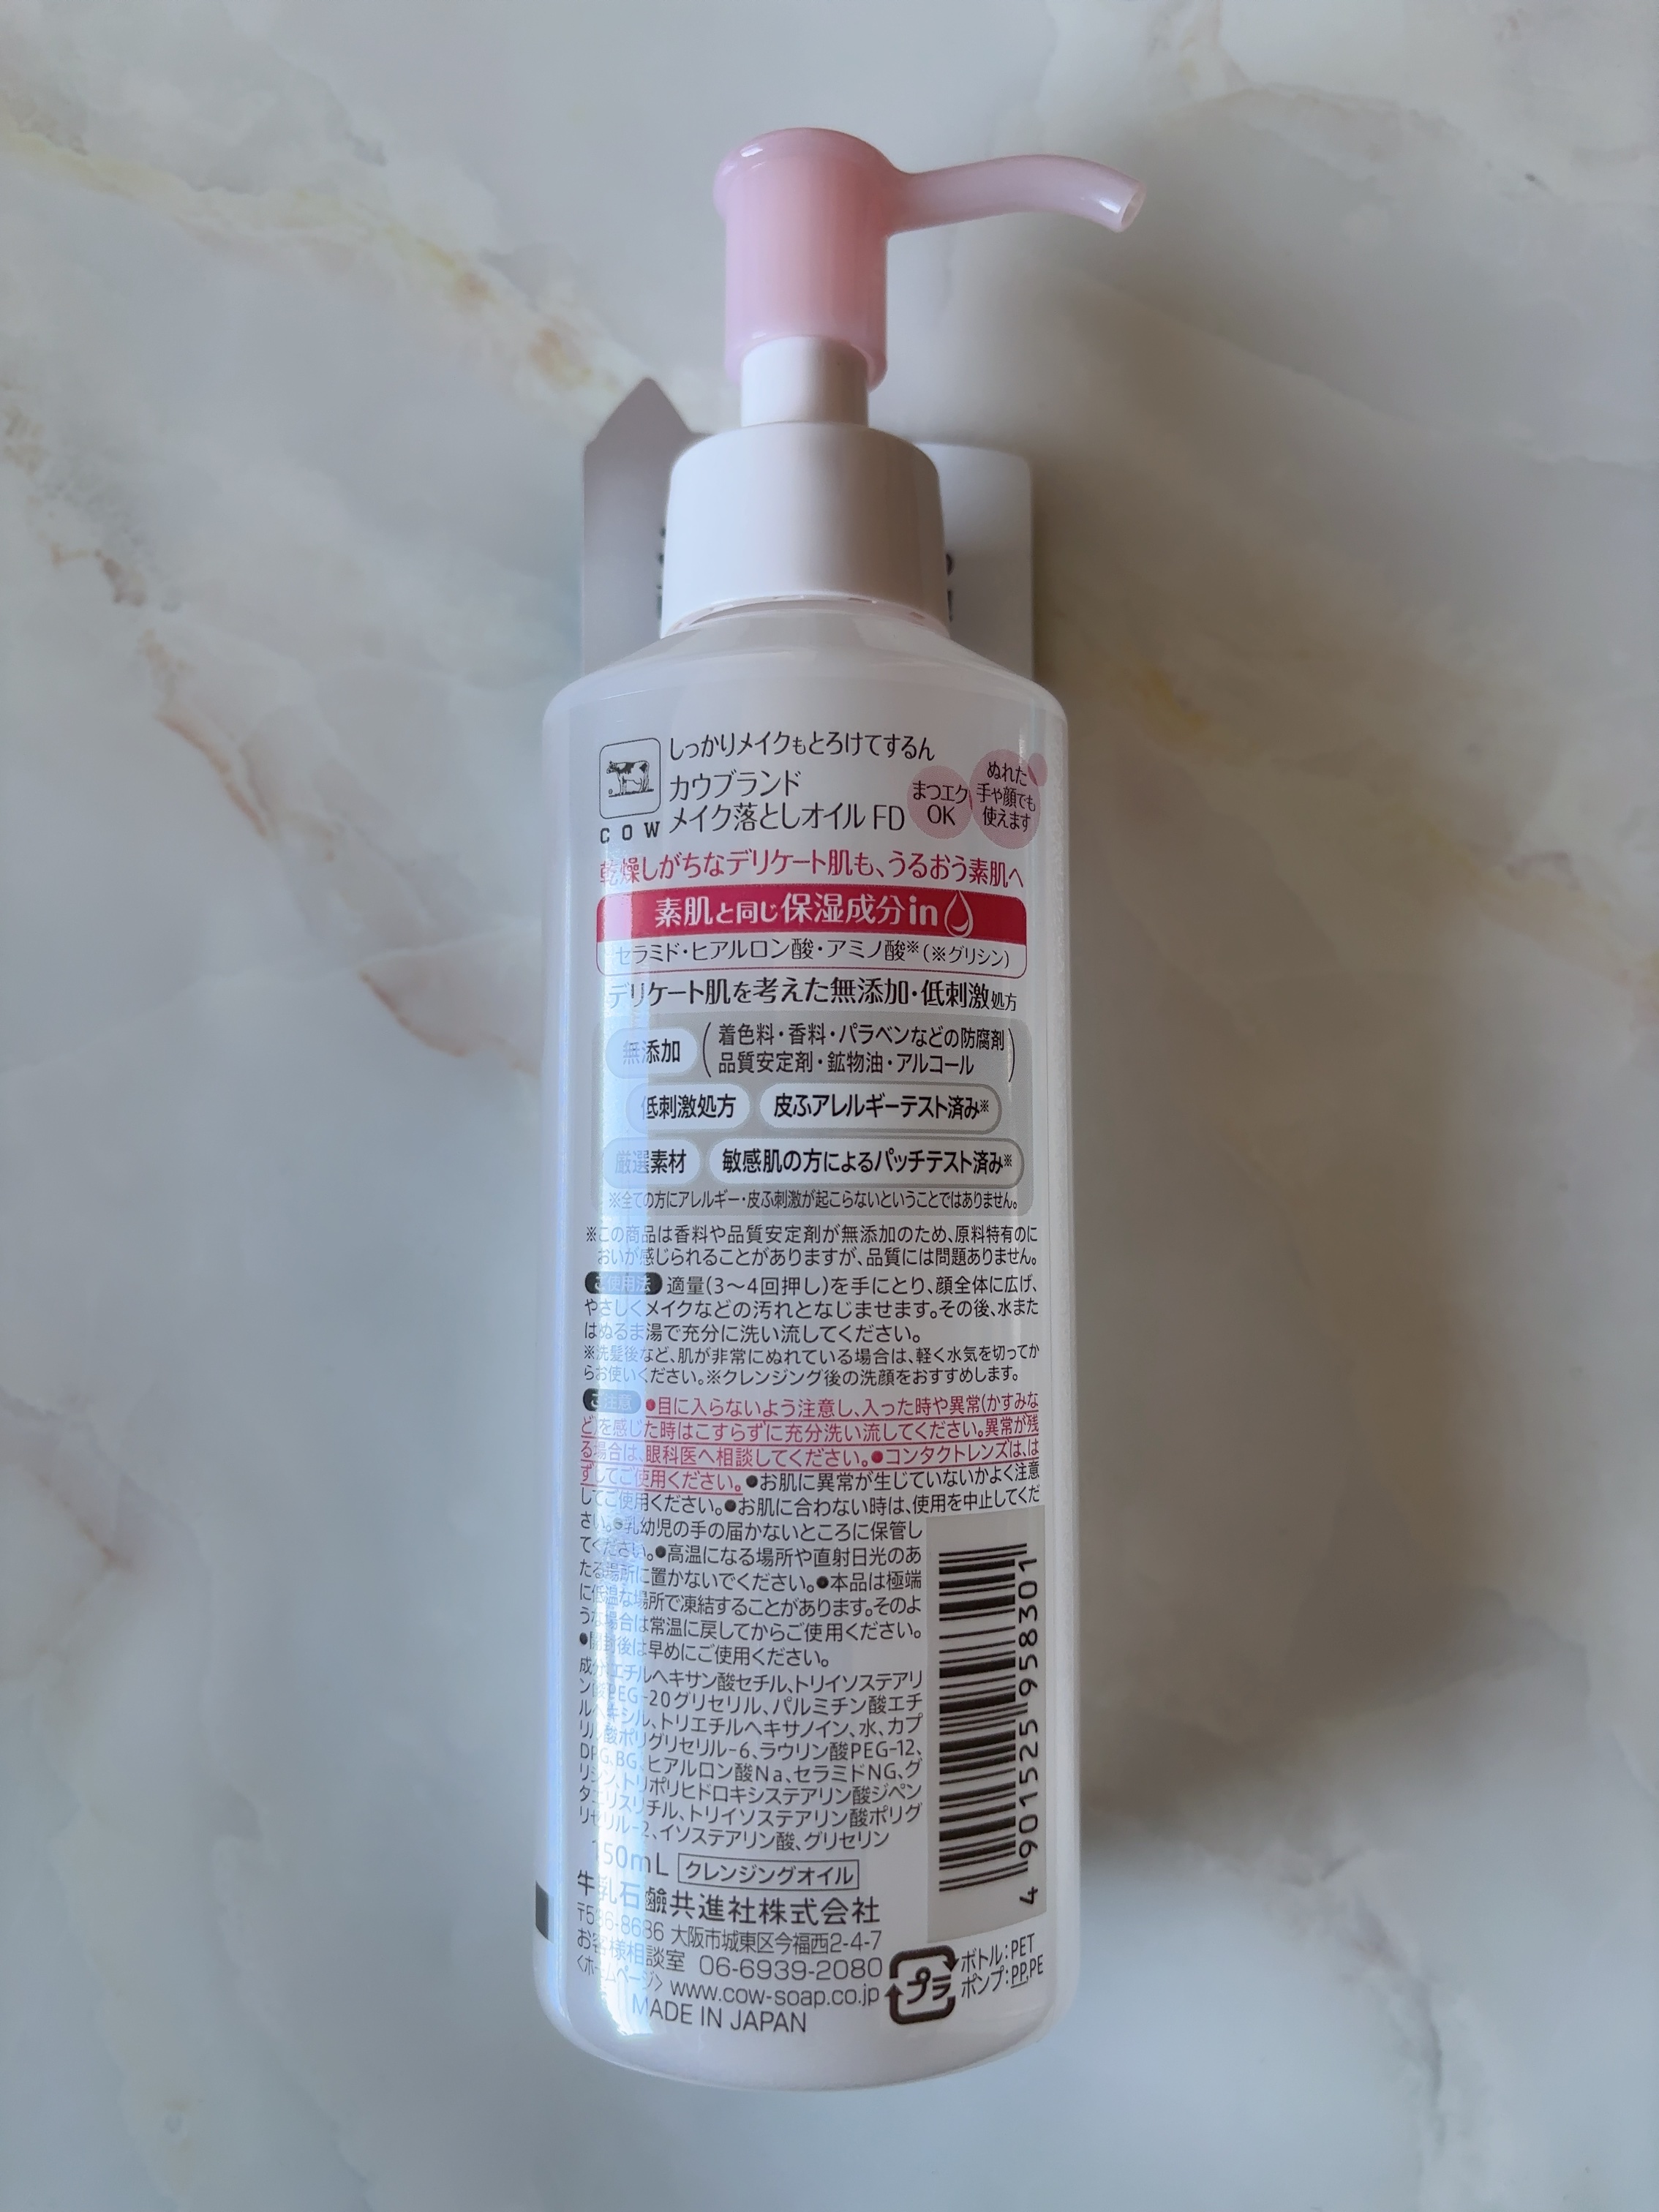 しっかりメイクもとろけてするん
COW
カウブランド
メイク落としオイル FD
まつエク
OK
ぬれた
手や顔でも
使えます
乾燥しがちなデリケート肌も、うるおう素肌へ
素肌と同じ保湿成分in
セラミド・ヒアルロン酸・アミノ酸※(※グリシン)
デリケート肌を考えた無添加・低刺激処方
無添加
着色料・香料・パラベンなどの防腐剤
品質安定剤・鉱物油・アルコール
低刺激処方 皮ふアレルギーテスト済み※
厳選素材 敏感肌の方によるパッチテスト済み※
※全ての方にアレルギー・皮ふ刺激が起こらないということではありません。
※この商品は香料や品質安定剤が無添加のため、原料特有のに
おいが感じられることがありますが、品質には問題ありません。
ご使用法 適量(3〜4回押し)を手にとり、顔全体に広げ、
やさしくメイクなどの汚れとなじませます。その後、水また
はぬるま湯で充分に洗い流してください。
※洗髪後など、肌が非常にぬれている場合は、軽く水気を切ってか
らお使いください。※クレンジング後の洗顔をおすすめします。
ご注意 ●目に入らないよう注意し、入った時や異常(かすみな
ど)を感じた時はこすらずに充分洗い流してください。異常が残
る場合は、眼科医へ相談してください。●コンタクトレンズは、は
ずしてご使用ください。●お肌に異常が生じていないかよく注意
してご使用ください。●お肌に合わない時は、使用を中止してくだ
さい。●乳幼児の手の届かないところに保管し
てください。●高温になる場所や直射日光のあ
たる場所に置かないでください。●本品は極端
に低温な場所で凍結することがあります。そのよ
うな場合は常温に戻してからご使用ください。
●開封後は早めにご使用ください。
成分:エチルヘキサン酸セチル、トリイソステアリ
ン酸PEG-20グリセリル、パルミチン酸エチ
ルヘキシル、トリエチルヘキサノイン、水、カプ
リル酸ポリグリセリル-6、ラウリン酸PEG-12、
DPG、BG、ヒアルロン酸Na、セラミドNG、グ
リシン、トリポリヒドロキシステアリン酸ジペン
タエリスリチル、トリイソステアリン酸ポリグ
リセリル-2、イソステアリン酸、グリセリン
150mL クレンジングオイル
牛乳石鹼共進社株式会社
〒536-8686 大阪市城東区今福西2-4-7
お客様相談室 06-6939-2080
〈ホームページ〉 www.cow-soap.co.jp
MADE IN JAPAN
4 901525 958301
プラ
ボトル:PET
ポンプ:PP,PE